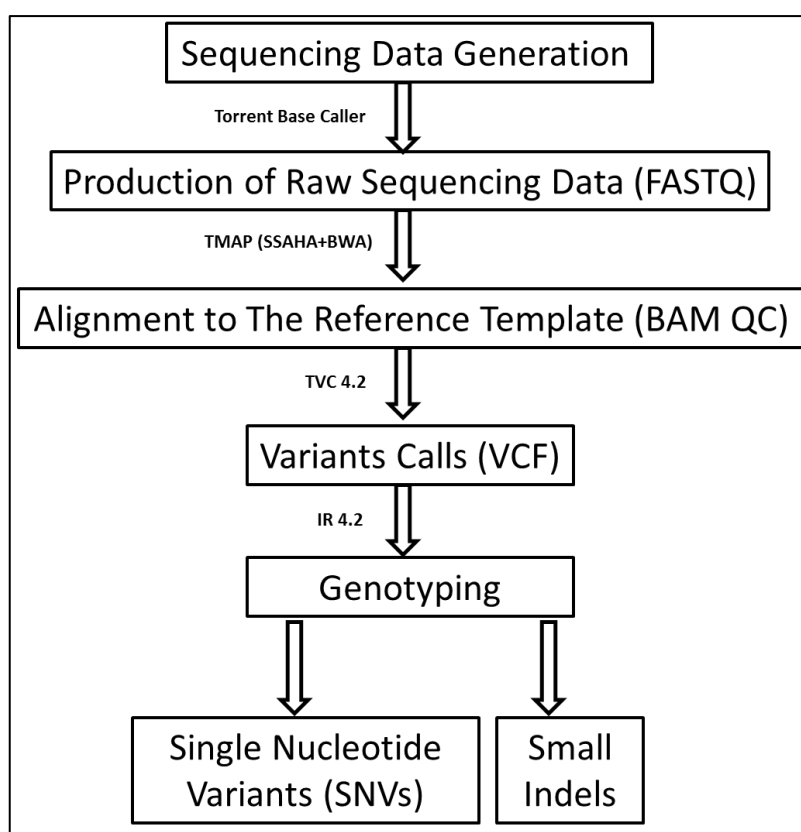 Sequencing Data Generation
Torrent Base Caller
Production of Raw Sequencing Data (FASTQ)
TMAP (SSAHA+BWA)
Alignment to The Reference Template (BAM QC)
TVC 4.2
Variants Calls (VCF)
IR 4.2
Genotyping
Single Nucleotide
Variants (SNVs)
Small
Indels